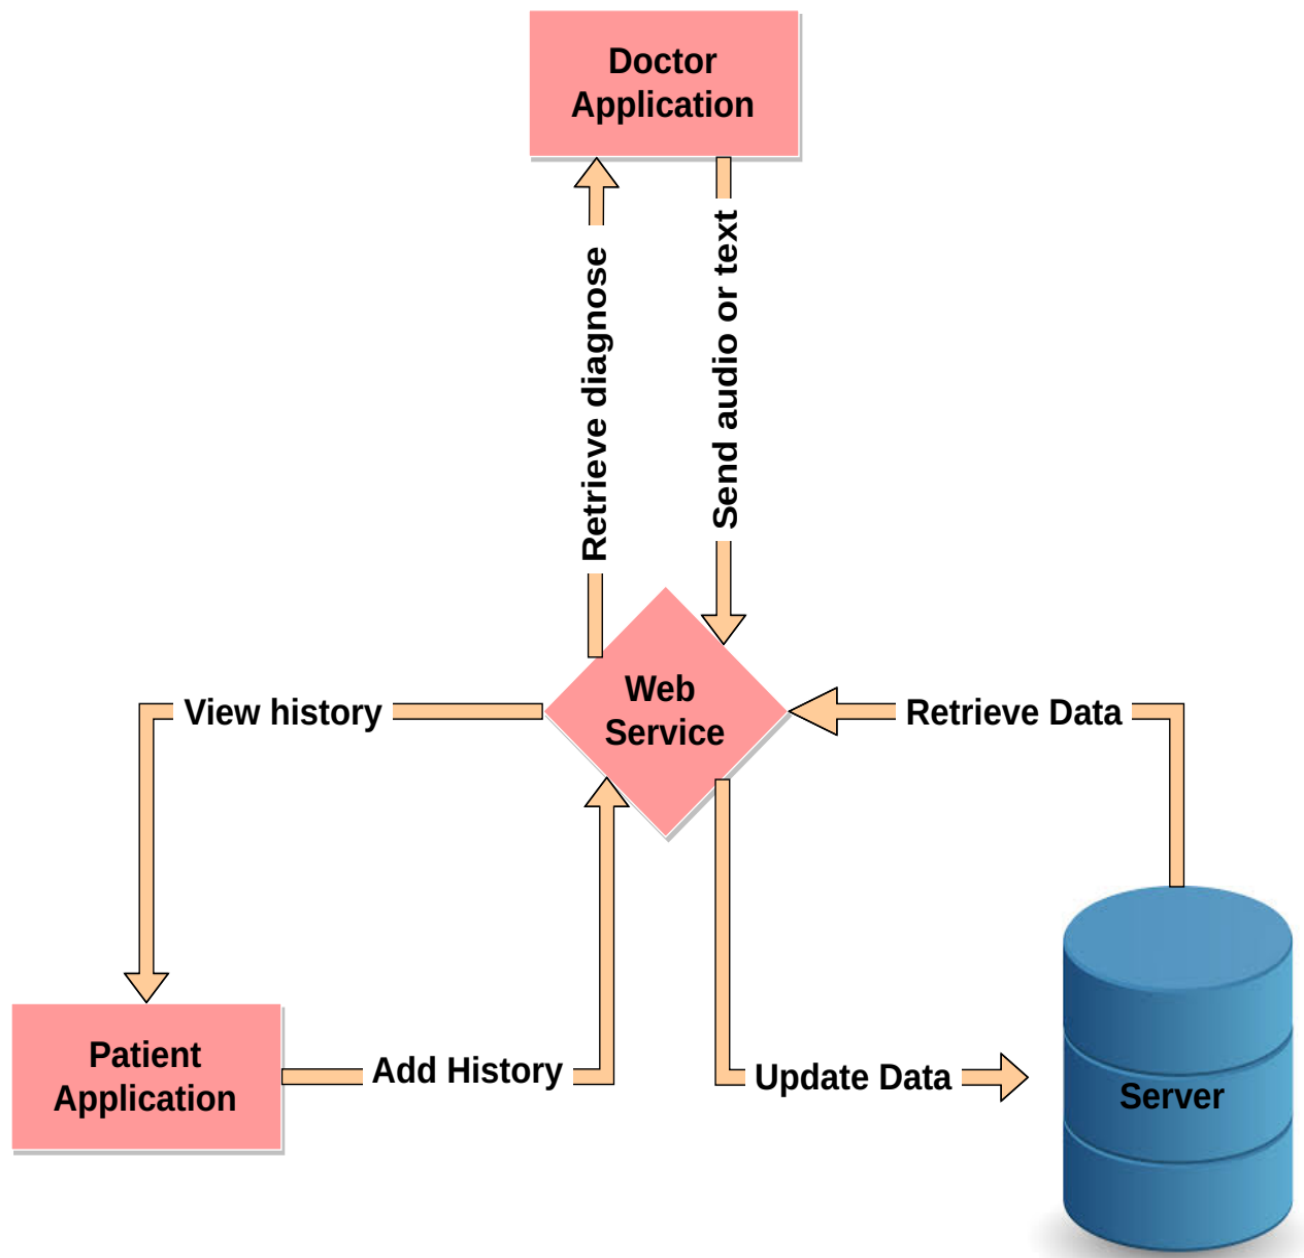 Doctor
Application
Retrieve diagnose
Send audio or text
View history
Web
Service
Retrieve Data
Patient
Application
Add History
Update Data
Server